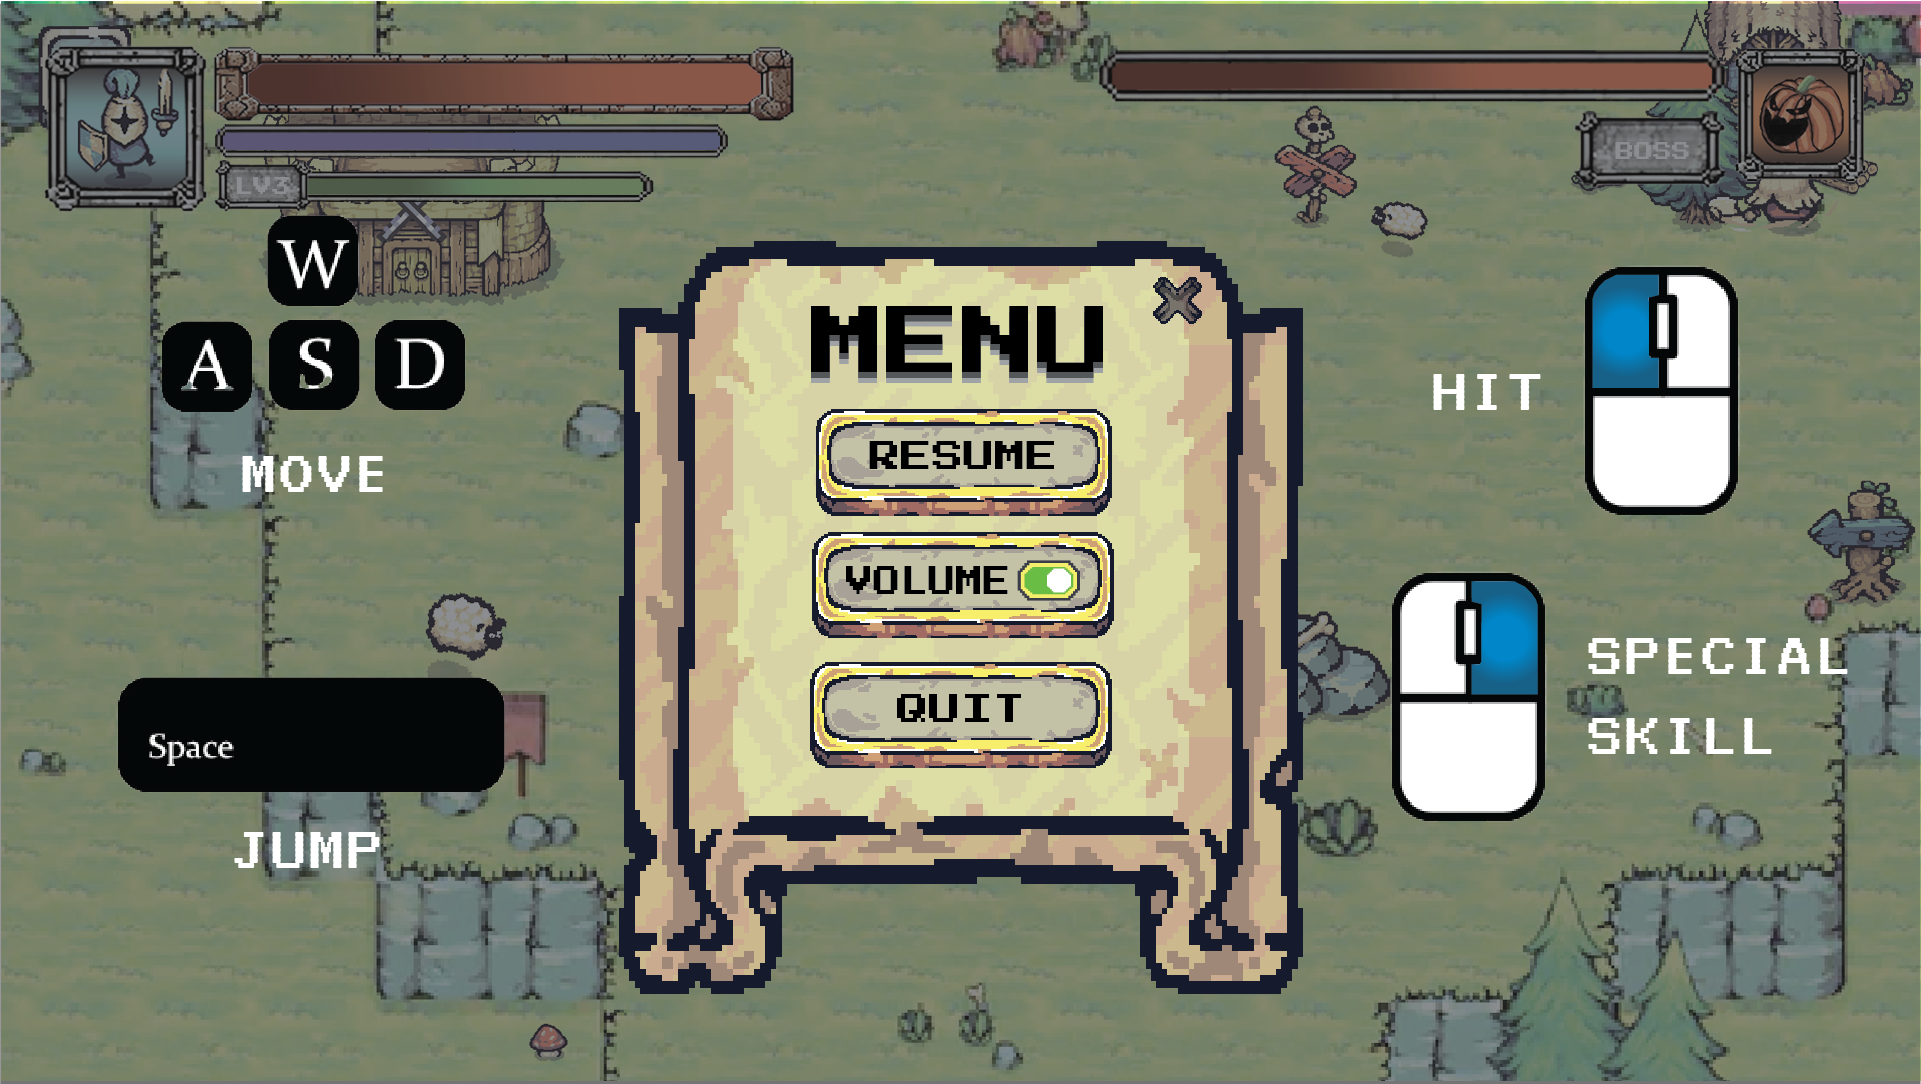 LV3
BOSS
W
A S D
MOVE
Space
JUMP
MENU
RESUME
VOLUME
QUIT
HIT
SPECIAL
SKILL